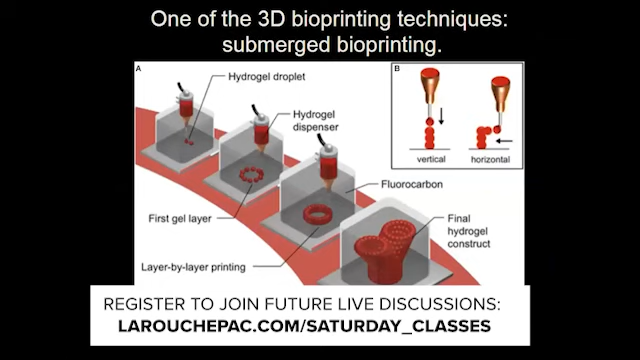 One of the 3D bioprinting techniques:
submerged bioprinting.
A
Hydrogel droplet
Hydrogel
dispenser
Fluorocarbon
First gel layer
Final
hydrogel
construct
Layer-by-layer printing
B
vertical
horizontal
REGISTER TO JOIN FUTURE LIVE DISCUSSIONS:
LAROUCHEPAC.COM/SATURDAY_CLASSES